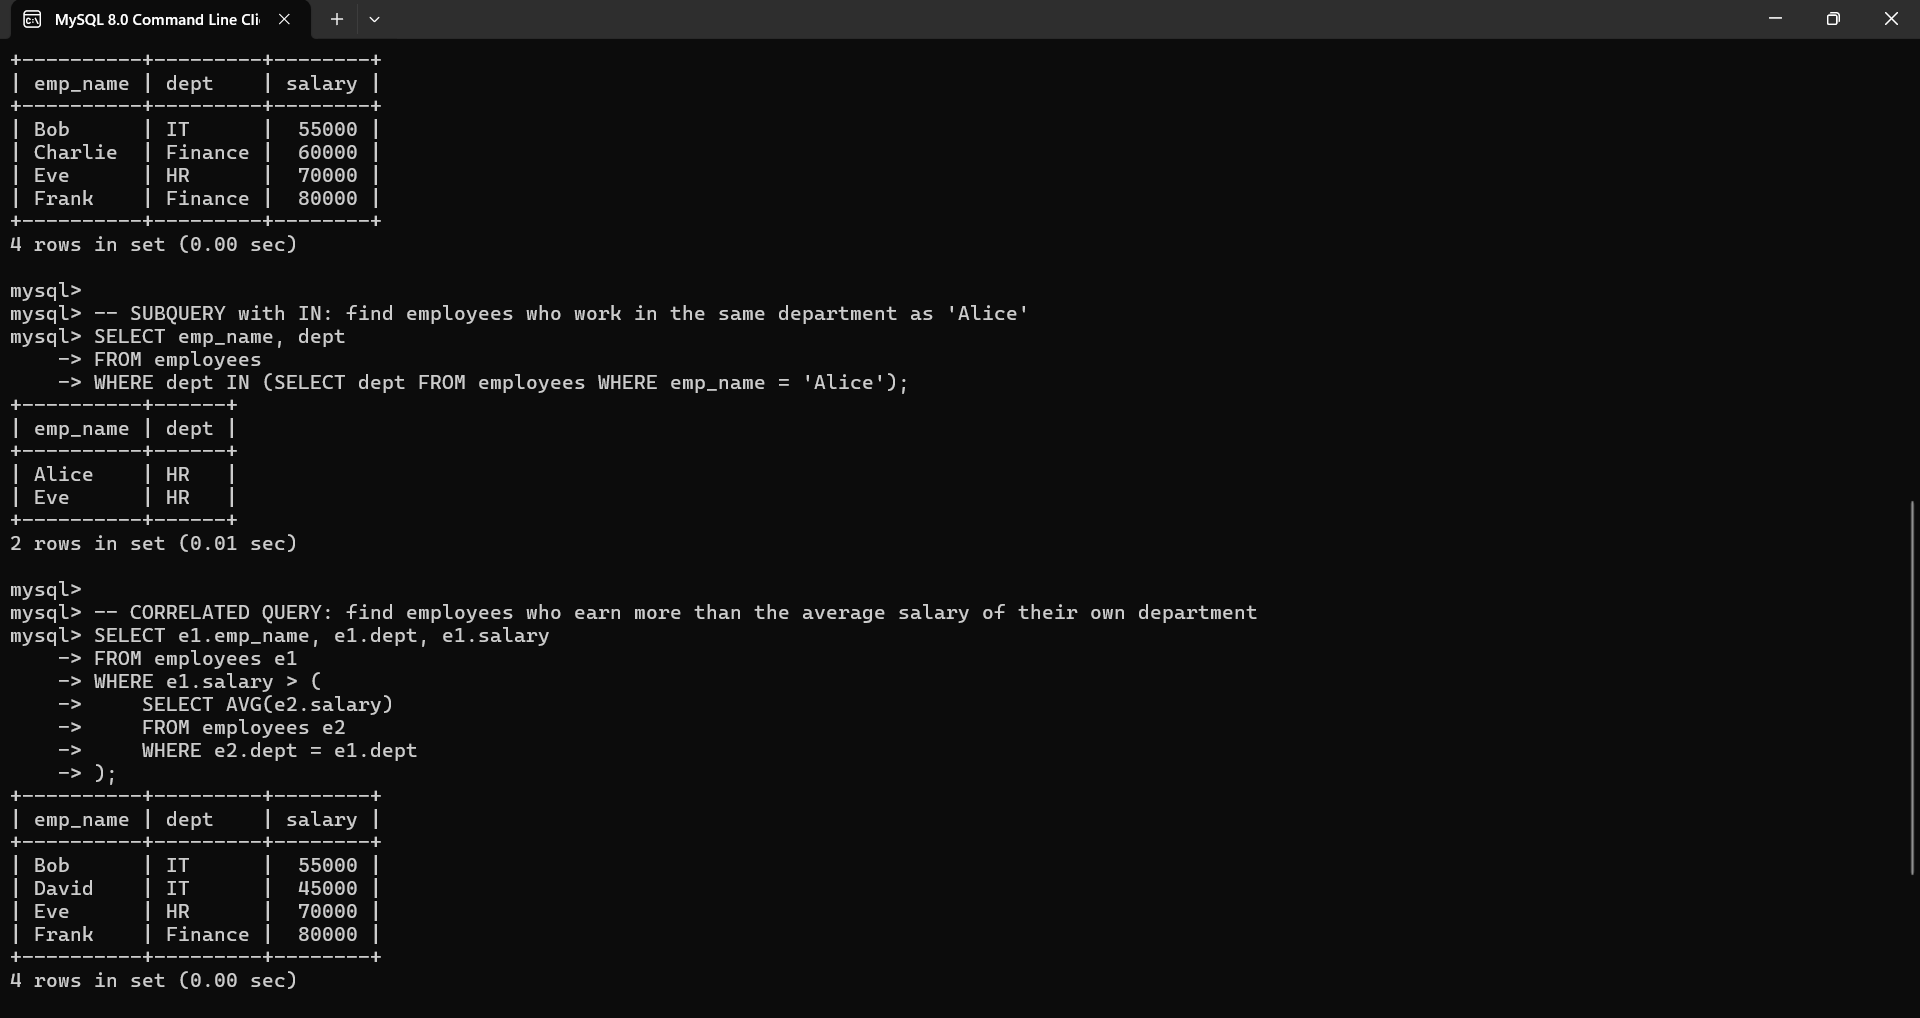 MySQL 8.0 Command Line Cli
+----------+---------+--------+
| emp_name | dept    | salary |
+----------+---------+--------+
| Bob      | IT      |  55000 |
| Charlie  | Finance |  60000 |
| Eve      | HR      |  70000 |
| Frank    | Finance |  80000 |
+----------+---------+--------+
4 rows in set (0.00 sec)
mysql>
mysql> -- SUBQUERY with IN: find employees who work in the same department as 'Alice'
mysql> SELECT emp_name, dept
    -> FROM employees
    -> WHERE dept IN (SELECT dept FROM employees WHERE emp_name = 'Alice');
+----------+------+
| emp_name | dept |
+----------+------+
| Alice    | HR   |
| Eve      | HR   |
+----------+------+
2 rows in set (0.01 sec)
mysql>
mysql> -- CORRELATED QUERY: find employees who earn more than the average salary of their own department
mysql> SELECT e1.emp_name, e1.dept, e1.salary
    -> FROM employees e1
    -> WHERE e1.salary > (
    ->     SELECT AVG(e2.salary)
    ->     FROM employees e2
    ->     WHERE e2.dept = e1.dept
    -> );
+----------+---------+--------+
| emp_name | dept    | salary |
+----------+---------+--------+
| Bob      | IT      |  55000 |
| David    | IT      |  45000 |
| Eve      | HR      |  70000 |
| Frank    | Finance |  80000 |
+----------+---------+--------+
4 rows in set (0.00 sec)